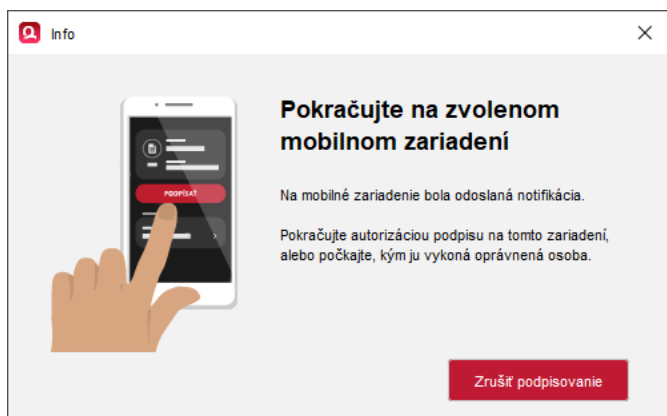 Info
Pokračujte na zvolenom
mobilnom zariadení
Na mobilné zariadenie bola odoslaná notifikácia.
Pokračujte autorizáciou podpisu na tomto zariadení,
alebo počkajte, kým ju vykoná oprávnená osoba.
PODPÍSAŤ
Zrušiť podpisovanie